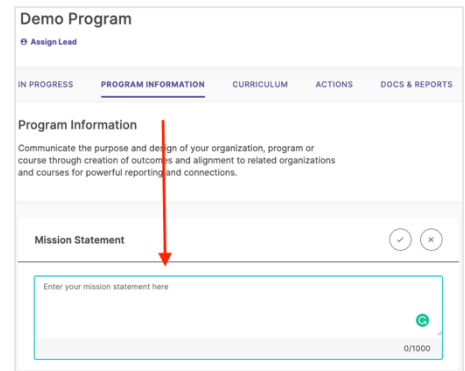 Demo Program
Assign Lead
IN PROGRESS PROGRAM INFORMATION CURRICULUM ACTIONS DOCS & REPORTS
Program Information
Communicate the purpose and design of your organization, program or
course through creation of outcomes and alignment to related organizations
and courses for powerful reporting and connections.
Mission Statement
Enter your mission statement here
0/1000